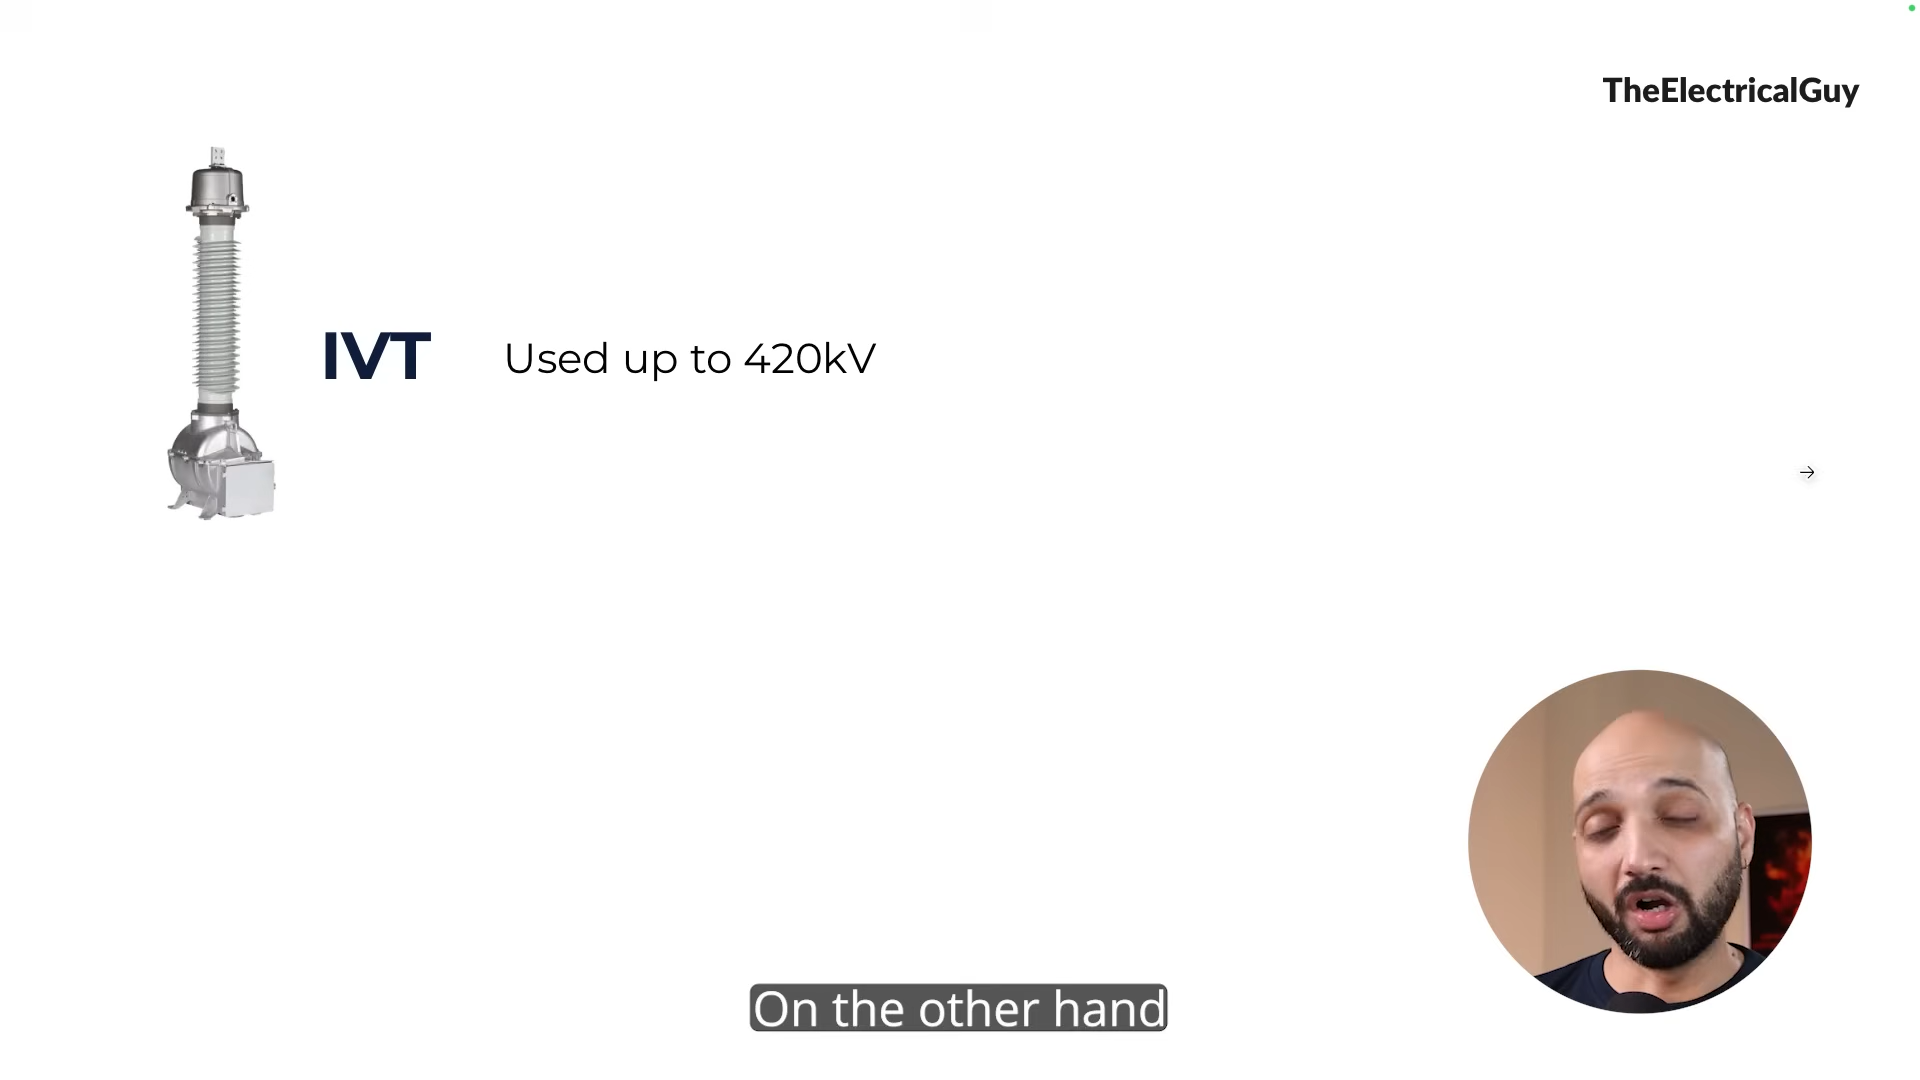 TheElectricalGuy
IVT
Used up to 420kV
On the other hand